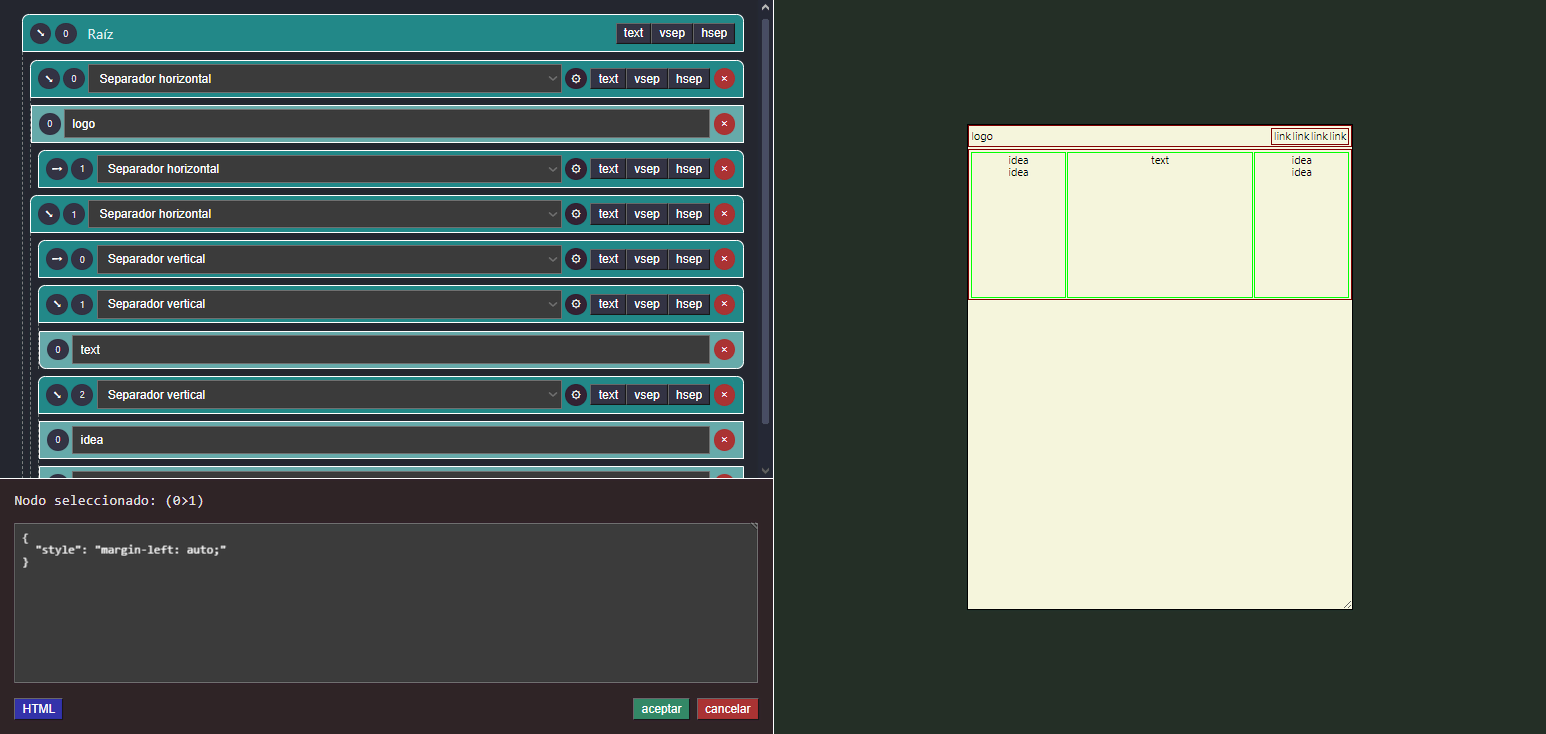 0 Raíz text vsep hsep
0 Separador horizontal text vsep hsep
0 logo
1 Separador horizontal text vsep hsep
1 Separador horizontal text vsep hsep
0 Separador vertical text vsep hsep
1 Separador vertical text vsep hsep
0 text
2 Separador vertical text vsep hsep
0 idea
Nodo seleccionado: (0>1)
{
"style": "margin-left: auto;"
}
HTML aceptar cancelar
logo link link link link
idea text idea
idea idea